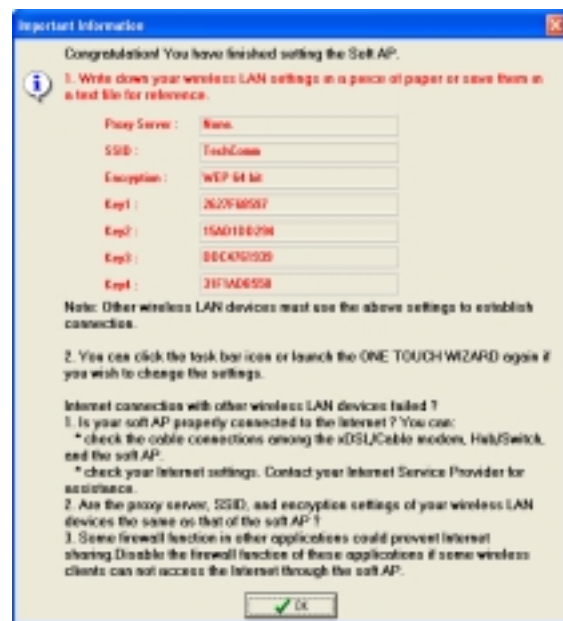 Important Information
Congratulation! You have finished setting the Soft AP.
1. Write down your wireless LAN settings in a piece of paper or save them in
a text file for reference.
Proxy Server : None.
SSID : TechComm
Encryption : WEP 64 bit
Key1 :
Key2 : 15AD1DD294
Key3 : DDC4761939
Key4 : 31F1AD8558
Note: Other wireless LAN devices must use the above settings to establish
connection.
2. You can click the task bar icon or launch the ONE TOUCH WIZARD again if
you wish to change the settings.
Internet connection with other wireless LAN devices failed ?
1. Is your soft AP properly connected to the Internet ? You can:
* check the cable connections among the xDSL/Cable modem, Hub/Switch,
and the soft AP.
* check your Internet settings. Contact your Internet Service Provider for
assistance.
2. Are the proxy server, SSID, and encryption settings of your wireless LAN
devices the same as that of the soft AP ?
3. Some firewall function in other applications could prevent Internet
sharing.Disable the firewall function of these applications if some wireless
clients can not access the Internet through the soft AP.
OK